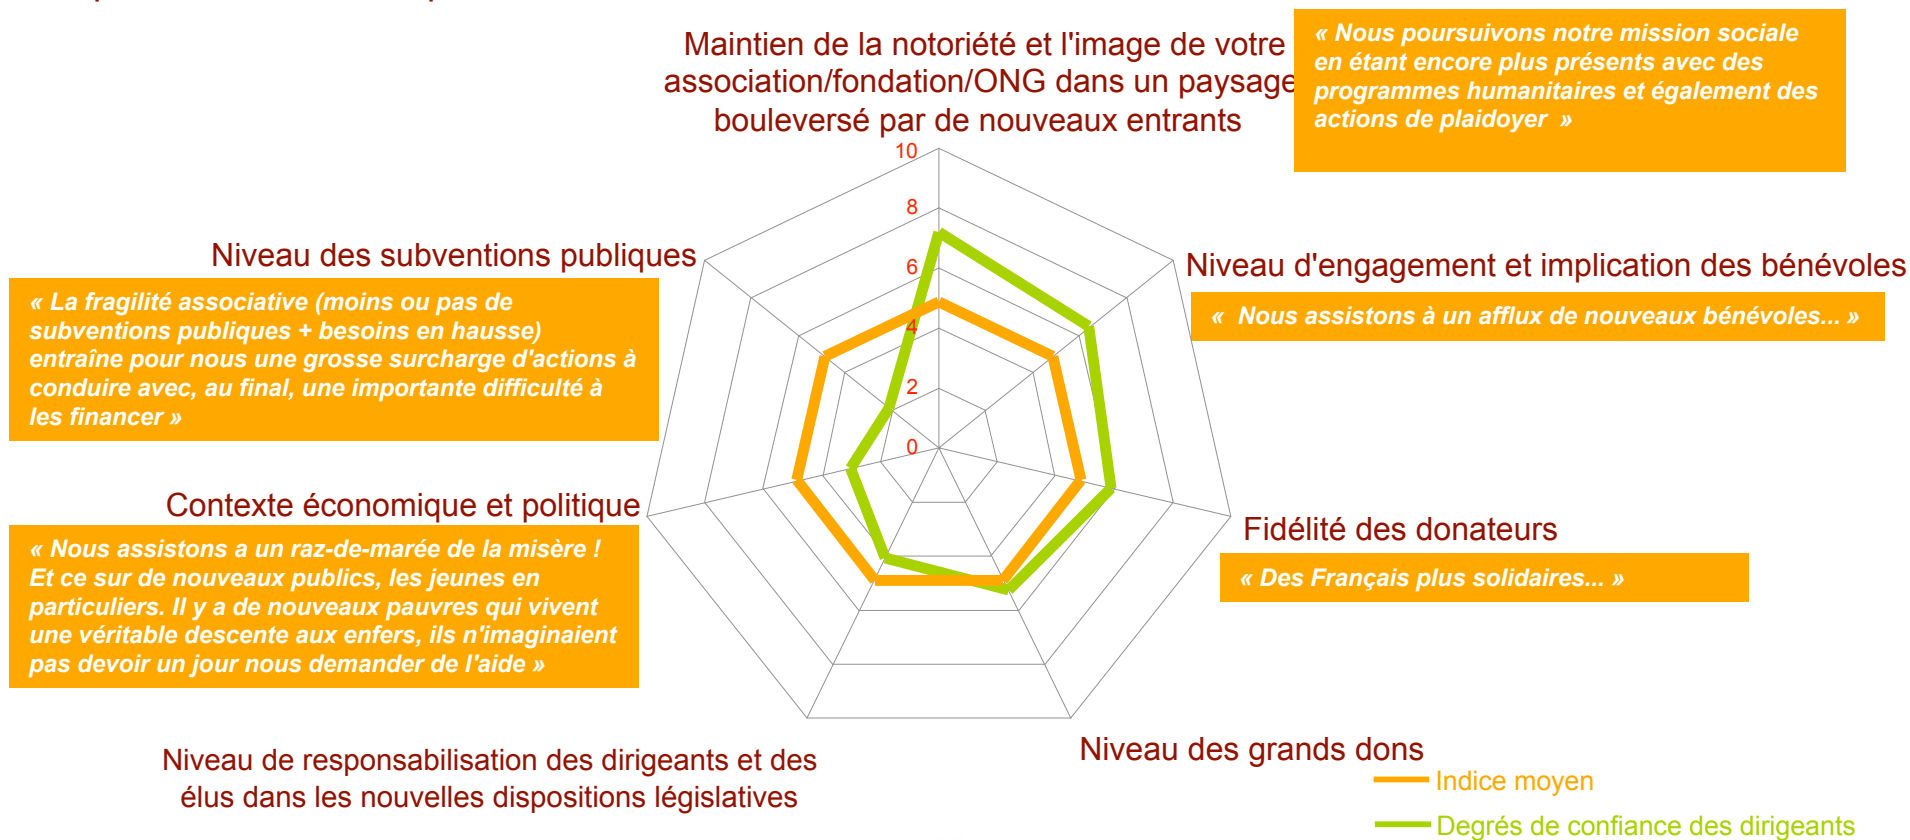 Maintien de la notoriété et l'image de votre
association/fondation/ONG dans un paysage
bouleversé par de nouveaux entrants
« Nous poursuivons notre mission sociale
en étant encore plus présents avec des
programmes humanitaires et également des
actions de plaidoyer »
10
8
6
4
2
0
Niveau des subventions publiques
« La fragilité associative (moins ou pas de
subventions publiques + besoins en hausse)
entraîne pour nous une grosse surcharge d'actions à
conduire avec, au final, une importante difficulté à
les financer »
Niveau d'engagement et implication des bénévoles
« Nous assistons à un afflux de nouveaux bénévoles... »
Contexte économique et politique
« Nous assistons a un raz-de-marée de la misère !
Et ce sur de nouveaux publics, les jeunes en
particuliers. Il y a de nouveaux pauvres qui vivent
une véritable descente aux enfers, ils n'imaginaient
pas devoir un jour nous demander de l'aide »
Fidélité des donateurs
« Des Français plus solidaires... »
Niveau de responsabilisation des dirigeants et des
élus dans les nouvelles dispositions législatives
Niveau des grands dons
Indice moyen
Degrés de confiance des dirigeants